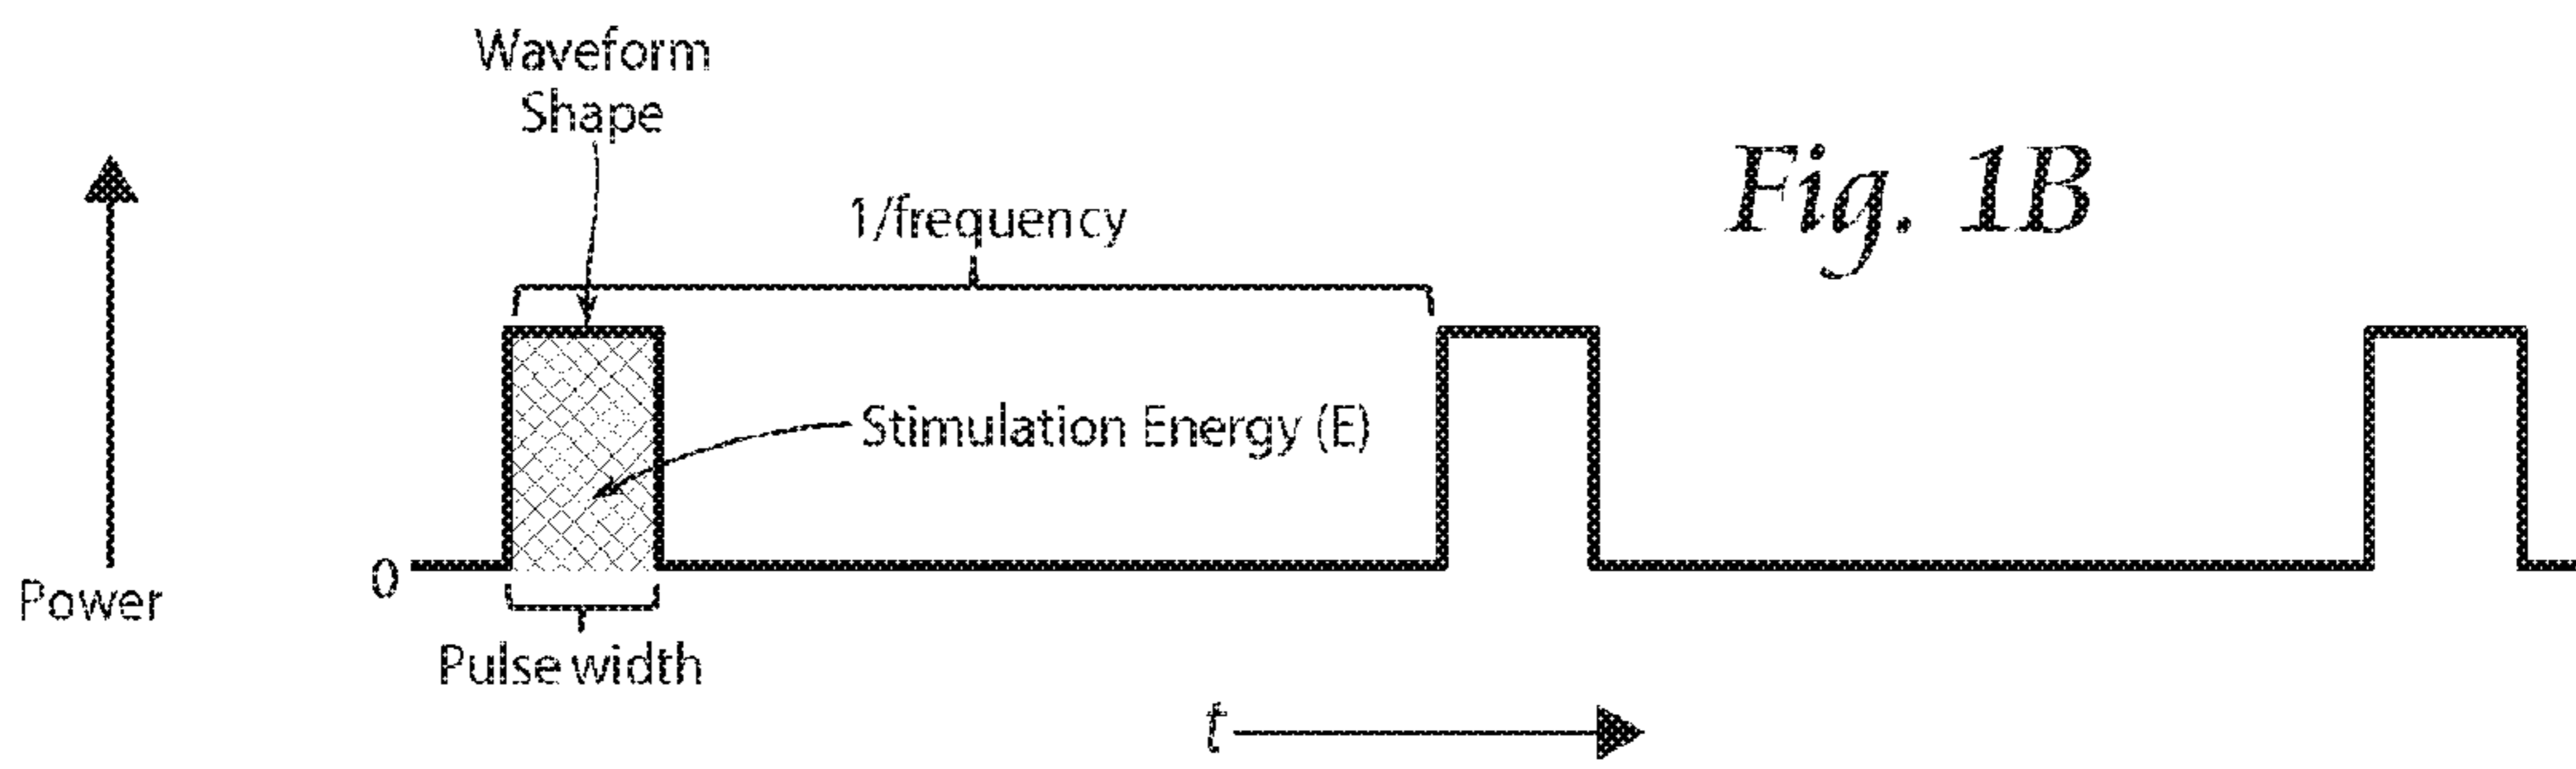 Waveform
Shape
Fig. 1B
1/frequency
Stimulation Energy (E)
0
Power
Pulse width
t